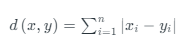 d (x, y) = ∑ⁿᵢ₌₁ |xᵢ − yᵢ|